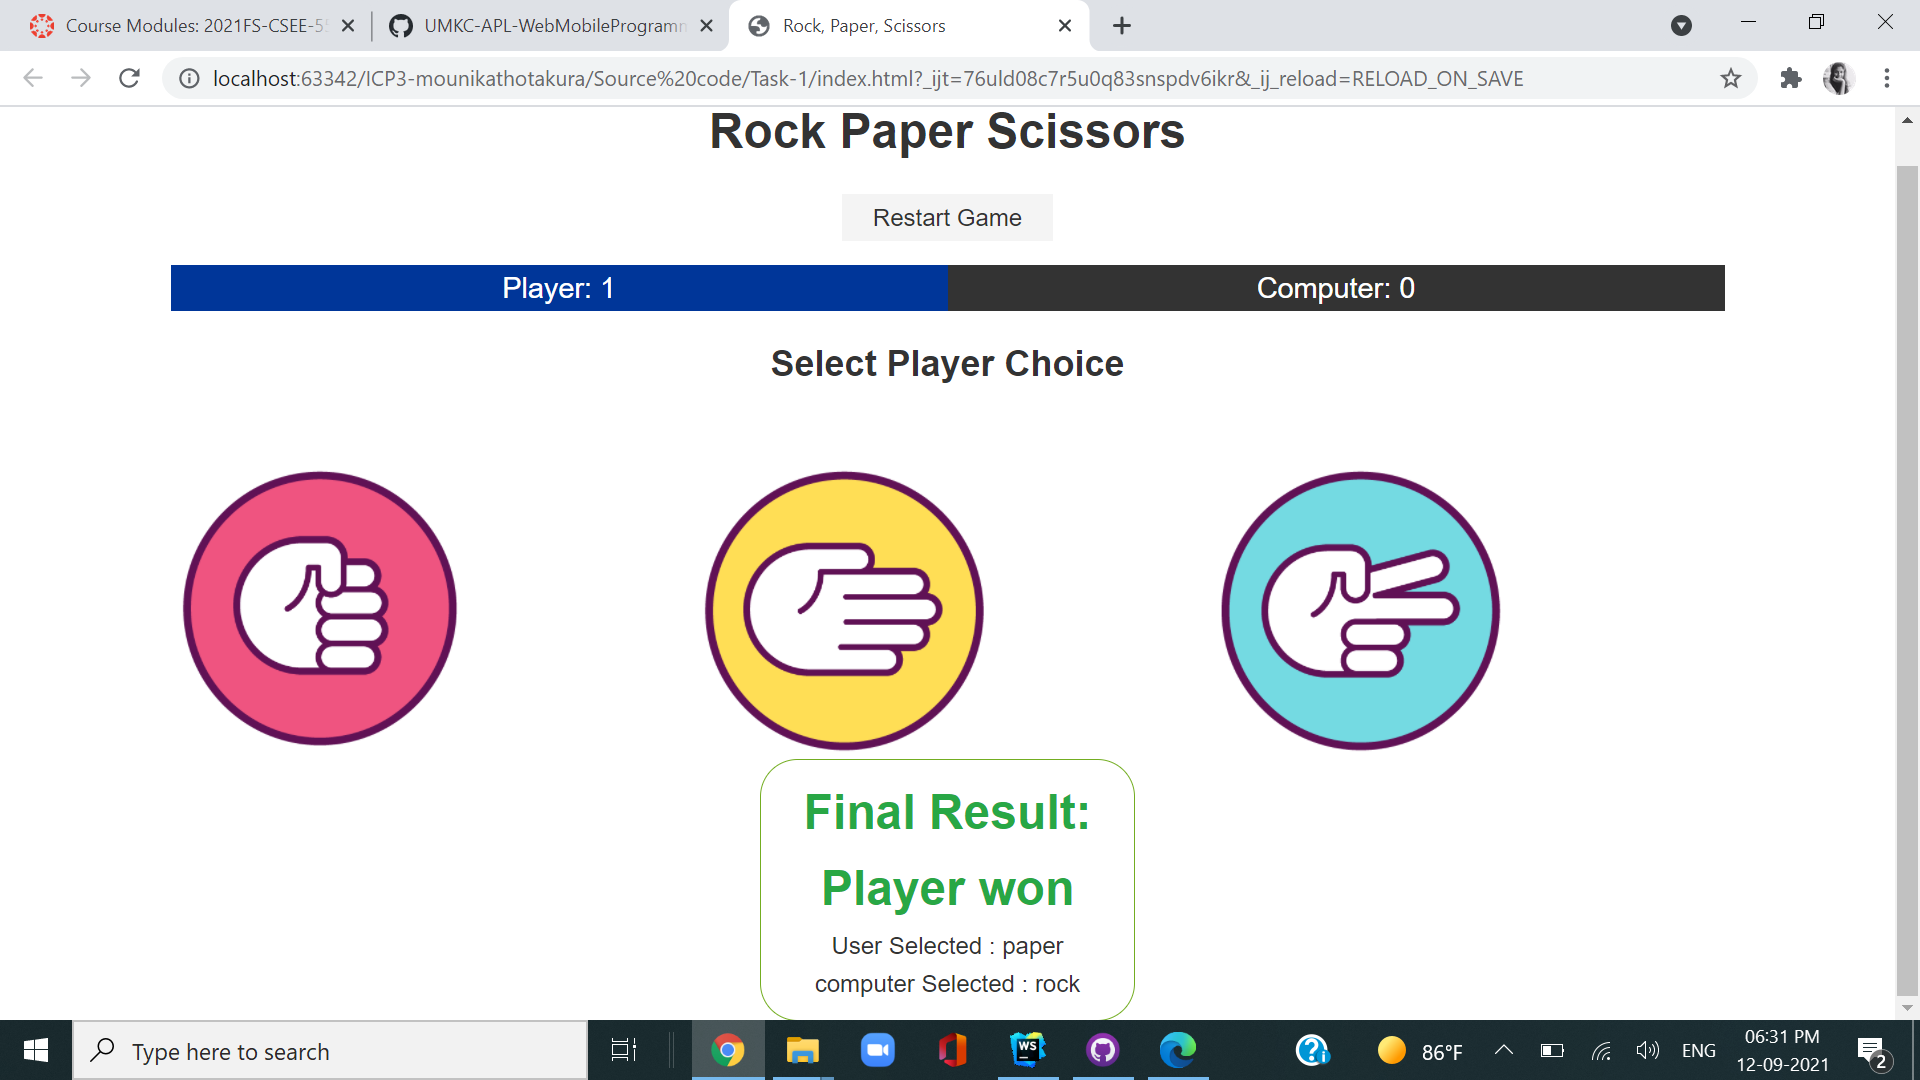 Course Modules: 2021FS-CSEE-5
UMKC-APL-WebMobileProgramm
Rock, Paper, Scissors
localhost:63342/ICP3-mounikathotakura/Source%20code/Task-1/index.html?_ijt=76uld08c7r5u0q83snspdv6ikr&_ij_reload=RELOAD_ON_SAVE
Rock Paper Scissors
Restart Game
Player: 1
Computer: 0
Select Player Choice
Final Result:
Player won
User Selected : paper
computer Selected : rock
Type here to search
WS
86°F
ENG
06:31 PM
12-09-2021
2